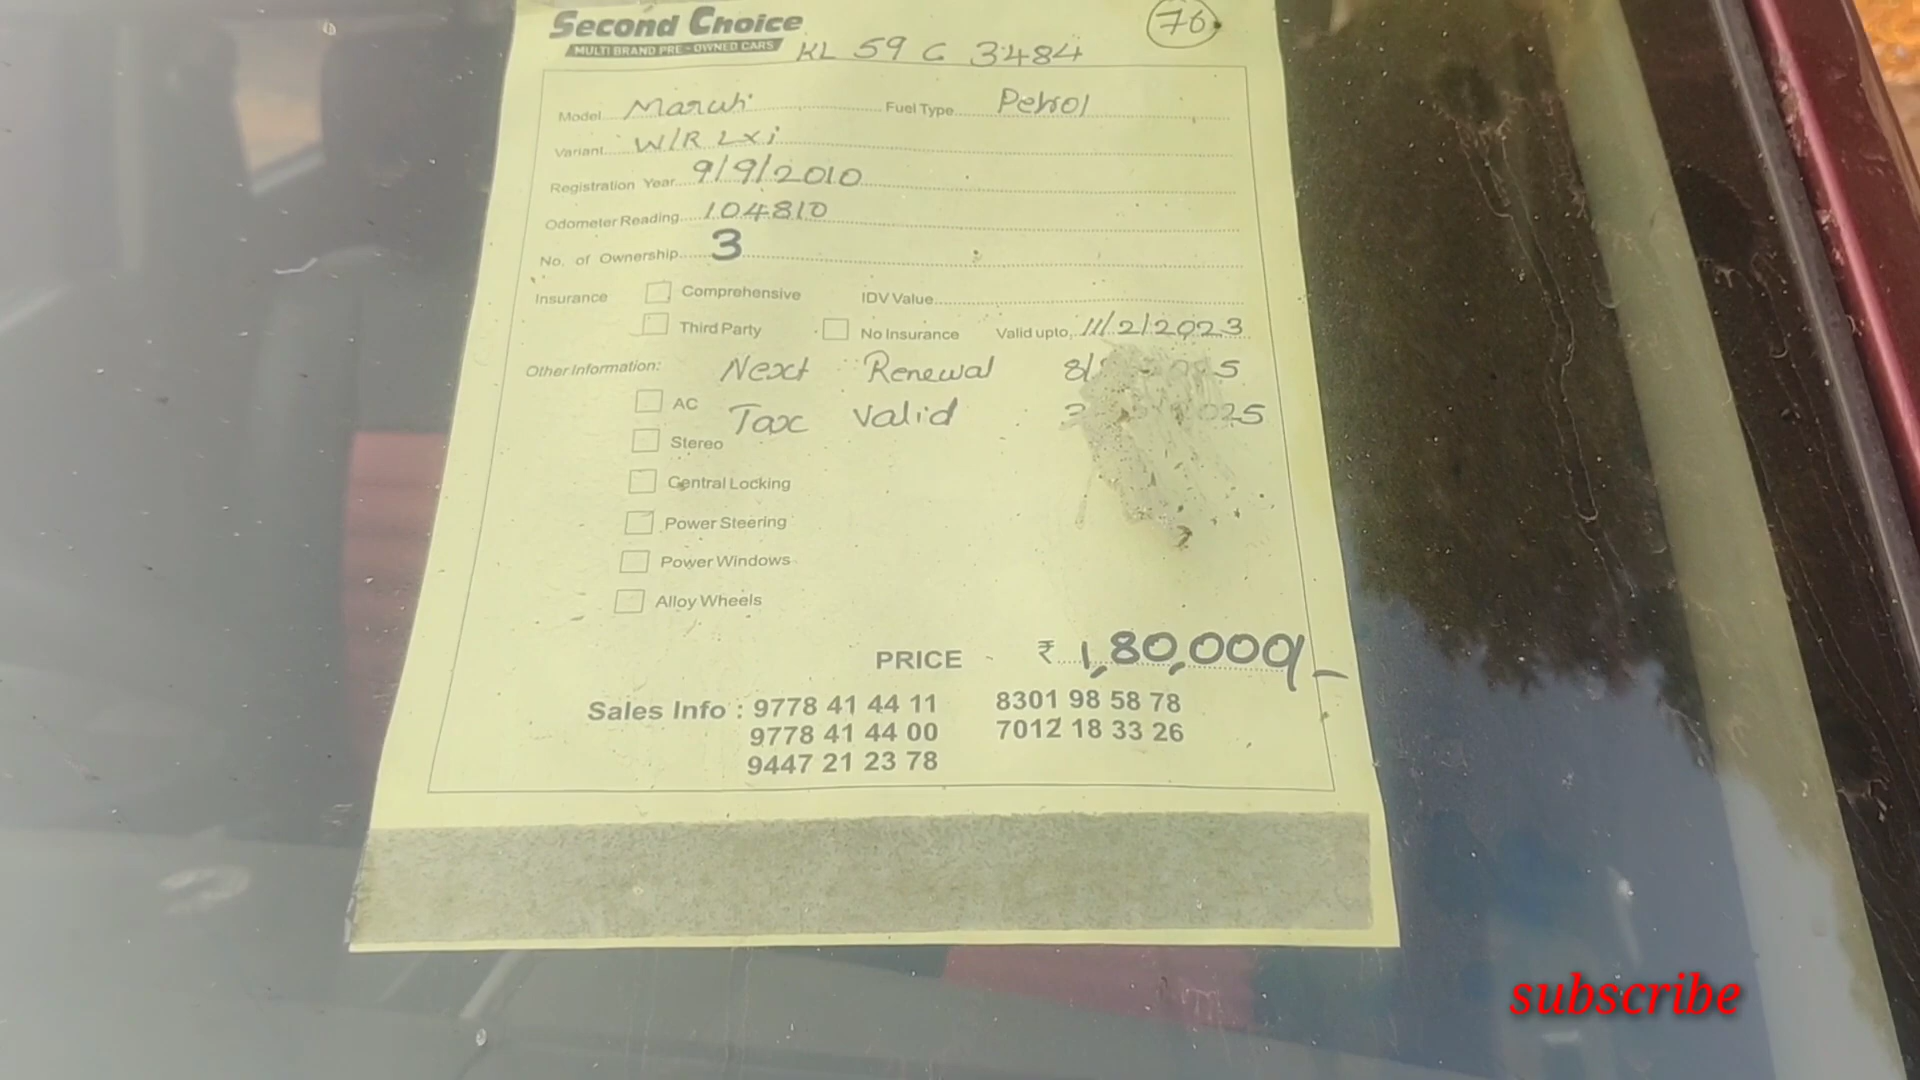 Second Choice
76
MULTI BRAND PRE - OWNED CARS
KL 59 G 3484
Model Maruti Fuel Type Petrol
Variant W/R Lxi
Registration Year 9/9/2010
Odometer Reading 104810
No. of Ownership 3
Insurance Comprehensive IDV Value
Third Party No Insurance Valid upto 11/2/2023
Other Information: Next Renewal
AC Tax valid
Stereo
Central Locking
Power Steering
Power Windows
Alloy Wheels
PRICE ₹ 1,80,000/-
Sales Info : 9778 41 44 11 8301 98 58 78
9778 41 44 00 7012 18 33 26
9447 21 23 78
subscribe